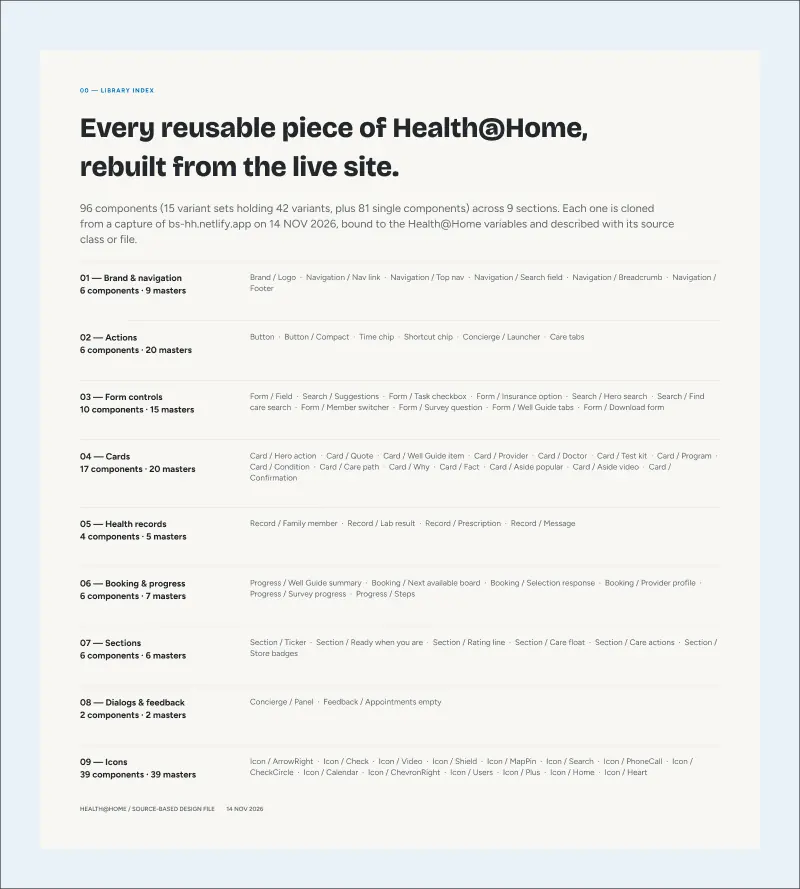 00 — LIBRARY INDEX
Every reusable piece of Health@Home,
rebuilt from the live site.
96 components (15 variant sets holding 42 variants, plus 81 single components) across 9 sections. Each one is cloned
from a capture of bs-hh.netlify.app on 14 NOV 2026, bound to the Health@Home variables and described with its source
class or file.
01 — Brand & navigation
6 components · 9 masters
Brand / Logo · Navigation / Nav link · Navigation / Top nav · Navigation / Search field · Navigation / Breadcrumb · Navigation /
Footer
02 — Actions
6 components · 20 masters
Button · Button / Compact · Time chip · Shortcut chip · Concierge / Launcher · Care tabs
03 — Form controls
10 components · 15 masters
Form / Field · Search / Suggestions · Form / Task checkbox · Form / Insurance option · Search / Hero search · Search / Find
care search · Form / Member switcher · Form / Survey question · Form / Well Guide tabs · Form / Download form
04 — Cards
17 components · 20 masters
Card / Hero action · Card / Quote · Card / Well Guide item · Card / Provider · Card / Doctor · Card / Test kit · Card / Program ·
Card / Condition · Card / Care path · Card / Why · Card / Fact · Card / Aside popular · Card / Aside video · Card /
Confirmation
05 — Health records
4 components · 5 masters
Record / Family member · Record / Lab result · Record / Prescription · Record / Message
06 — Booking & progress
6 components · 7 masters
Progress / Well Guide summary · Booking / Next available board · Booking / Selection response · Booking / Provider profile ·
Progress / Survey progress · Progress / Steps
07 — Sections
6 components · 6 masters
Section / Ticker · Section / Ready when you are · Section / Rating line · Section / Care float · Section / Care actions · Section /
Store badges
08 — Dialogs & feedback
2 components · 2 masters
Concierge / Panel · Feedback / Appointments empty
09 — Icons
39 components · 39 masters
Icon / ArrowRight · Icon / Check · Icon / Video · Icon / Shield · Icon / MapPin · Icon / Search · Icon / PhoneCall · Icon /
CheckCircle · Icon / Calendar · Icon / ChevronRight · Icon / Users · Icon / Plus · Icon / Home · Icon / Heart
HEALTH@HOME / SOURCE-BASED DESIGN FILE 14 NOV 2026